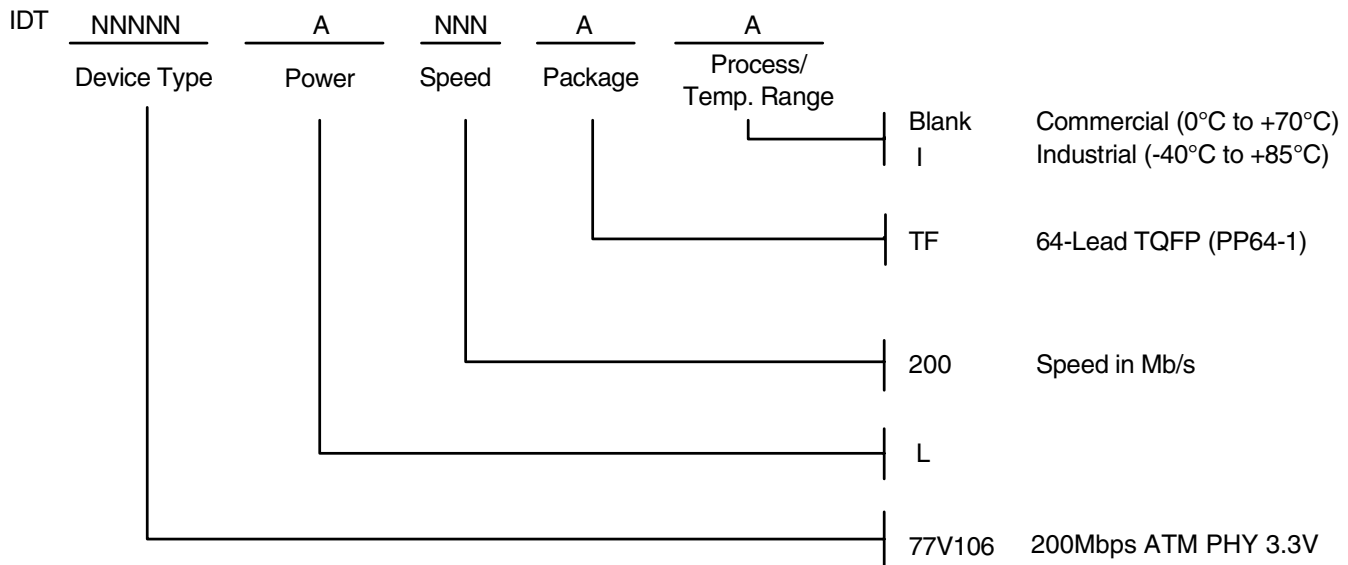 IDT NNNNN A NNN A A
Device Type Power Speed Package Process/
Temp. Range
Blank Commercial (0°C to +70°C)
I Industrial (-40°C to +85°C)
TF 64-Lead TQFP (PP64-1)
200 Speed in Mb/s
L
77V106 200Mbps ATM PHY 3.3V